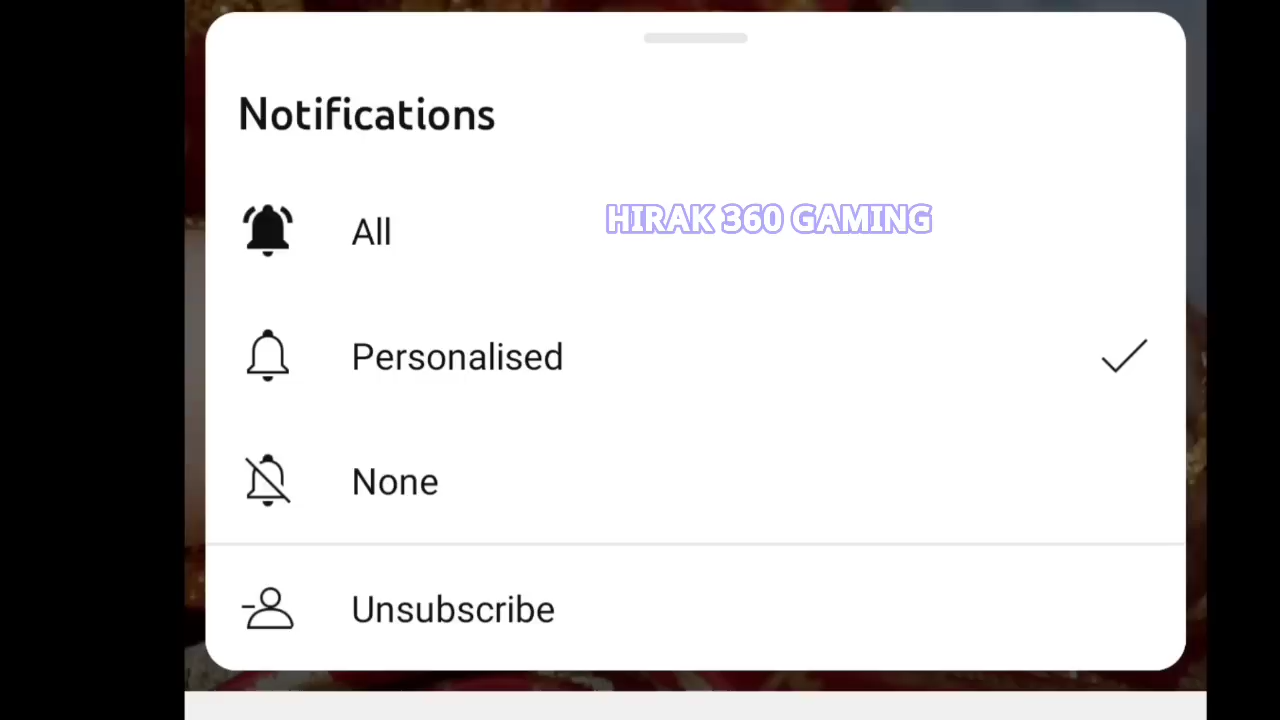 Notifications
All
HIRAK 360 GAMING
Personalised
None
Unsubscribe